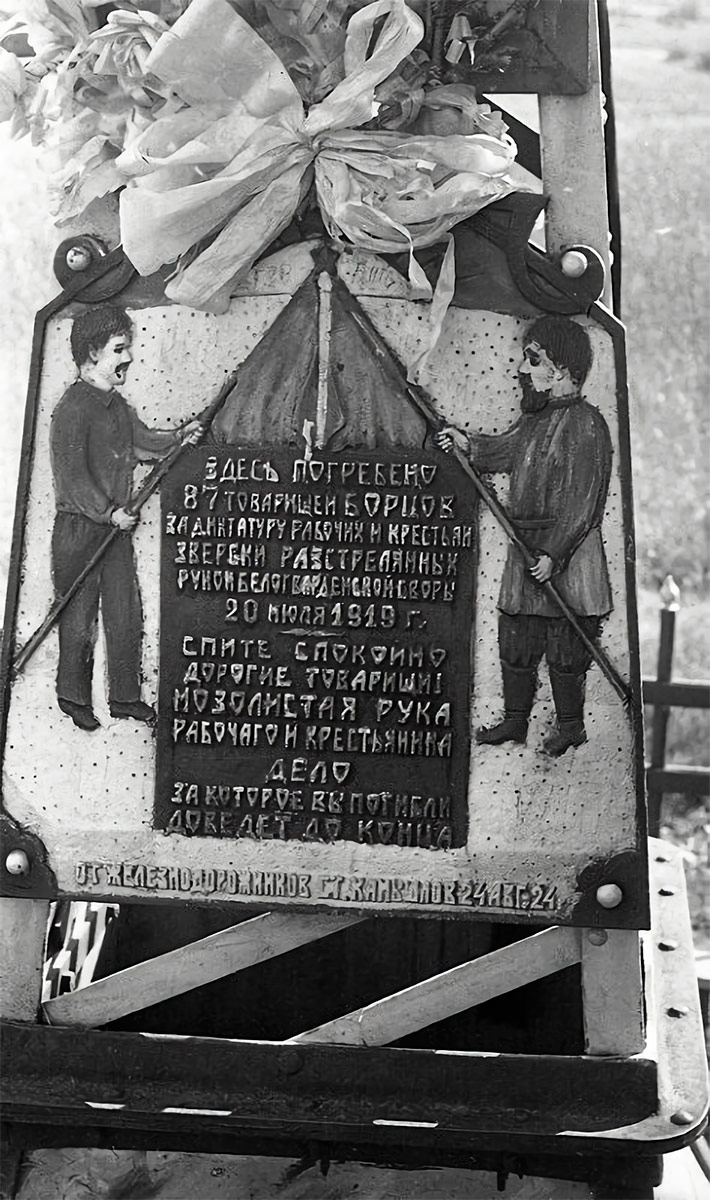 ЗДЕСЬ ПОГРЕБЕНО
87 ТОВАРИЩЕЙ БОРЦОВ
ЗА ДИКТАТУРУ РАБОЧИХ И КРЕСТЬЯН
ЗВЕРСКИ РАЗСТРЕЛЯННЫХ
РУКОЙ БЕЛОГВАРДЕЙСКОЙ СВОРЫ
20 ИЮЛЯ 1919 г.
СПИТЕ СПОКОЙНО
ДОРОГИЕ ТОВАРИЩИ!
МОЗОЛИСТАЯ РУКА
РАБОЧАГО И КРЕСТЬЯНИНА
ДЕЛО
ЗА КОТОРОЕ ВЫ ПОГИБЛИ
ДОВЕДЕТ ДО КОНЦА
ОТ ЖЕЛЕЗНОДОРОЖНИКОВ СТ. КАМЫШЛОВ 24 АВГ. 24